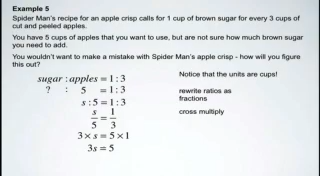 Example 5
Spider Man's recipe for an apple crisp calls for 1 cup of brown sugar for every 3 cups of
cut and peeled apples.
You have 5 cups of apples that you want to use, but are not sure how much brown sugar
you need to add.
You wouldn't want to make a mistake with Spider Man's apple crisp - how will you figure
this out?
sugar : apples = 1 : 3
Notice that the units are cups!
? : 5 = 1 : 3
s : 5 = 1 : 3
rewrite ratios as
fractions
s/5 = 1/3
cross multiply
3 × s = 5 × 1
3s = 5